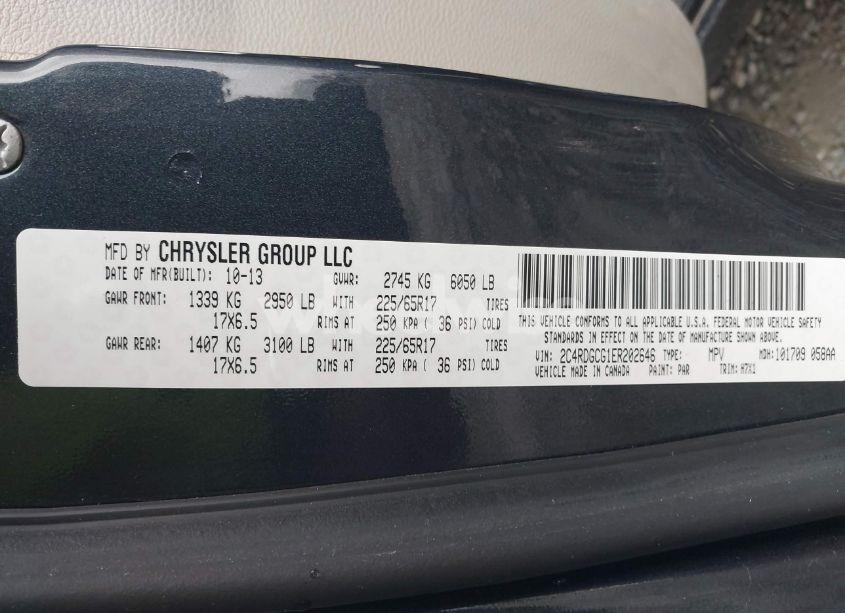 MFD BY CHRYSLER GROUP LLC
DATE OF MFR(BUILT): 10-13 GVWR: 2745 KG 6050 LB
GAWR FRONT: 1339 KG 2950 LB WITH 225/65R17 TIRES
17X6.5 RIMS AT 250 KPA ( 36 PSI) COLD
GAWR REAR: 1407 KG 3100 LB WITH 225/65R17 TIRES
17X6.5 RIMS AT 250 KPA ( 36 PSI) COLD
THIS VEHICLE CONFORMS TO ALL APPLICABLE U.S.A. FEDERAL MOTOR VEHICLE SAFETY
STANDARDS IN EFFECT ON THE DATE OF MANUFACTURE SHOWN ABOVE.
VIN: 2C4RDGCG1ER202646 TYPE: MPV MDH: 101709 058AA
VEHICLE MADE IN CANADA PAINT: PAR TRIM: H7X1